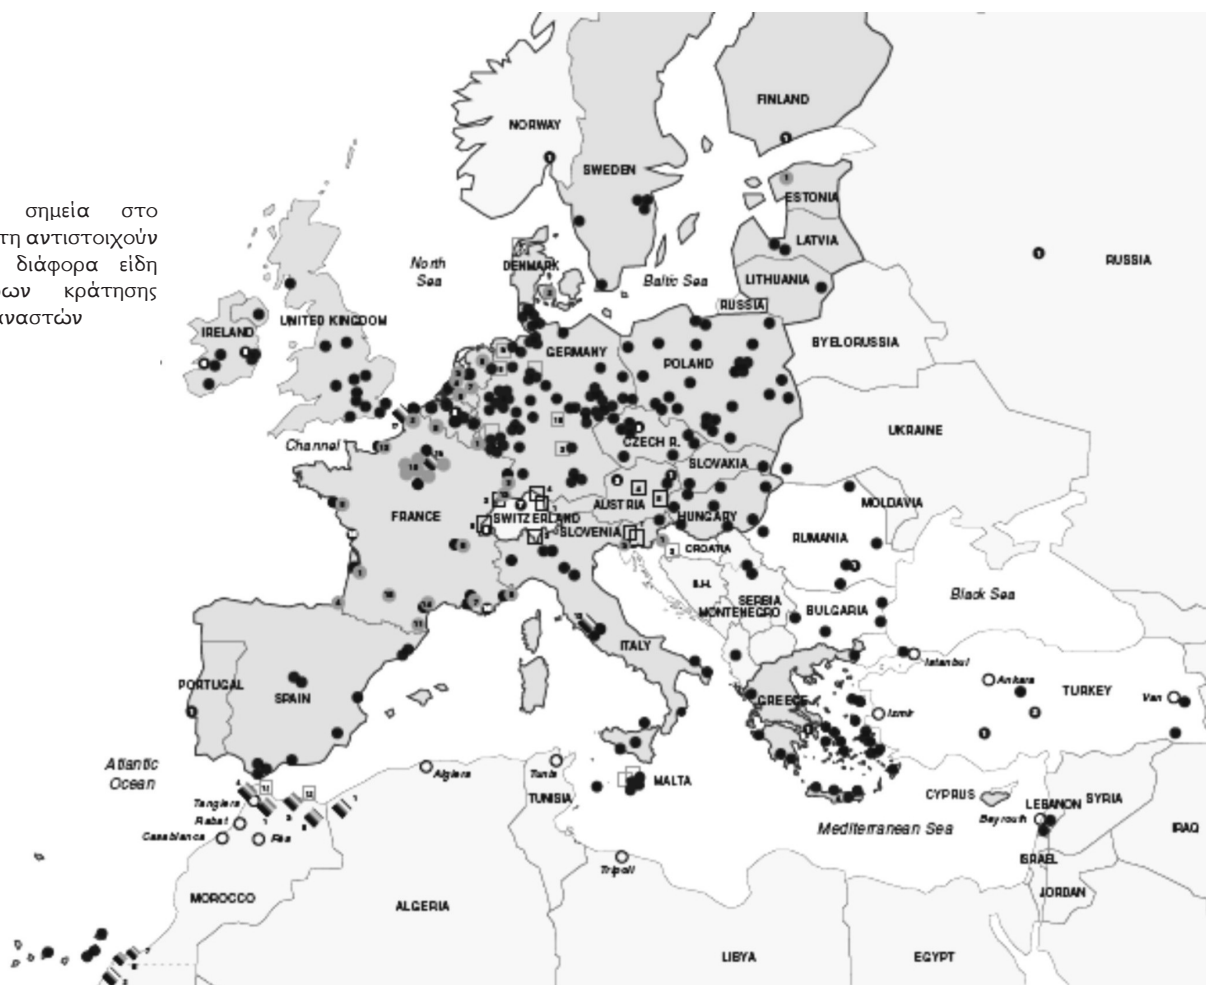 FINLAND
NORWAY
SWEDEN
σημεία στο
τη αντιστοιχούν
διάφορα είδη
ων κράτησης
αναστών
ESTONIA
LATVIA
North
Sea
DENMARK
Baltic Sea
LITHUANIA
RUSSIA
RUSSIA
IRELAND
UNITED KINGDOM
BYELORUSSIA
GERMANY
POLAND
UKRAINE
Channel
CZECH R.
SLOVAKIA
FRANCE
SWITZERLAND
AUSTRIA
HUNGARY
MOLDAVIA
SLOVENIA
RUMANIA
CROATIA
B.H.
SERBIA
MONTENEGRO
BULGARIA
Black Sea
ITALY
Istanbul
PORTUGAL
SPAIN
GREECE
Ankara
TURKEY
Van
Izmir
Atlantic
Ocean
Algiers
Tunis
TUNISIA
MALTA
CYPRUS
LEBANON
SYRIA
Tangiers
Rabat
Casablanca
Fès
Beyrouth
IRAQ
Mediterranean Sea
Tripoli
ISRAEL
JORDAN
MOROCCO
ALGERIA
LIBYA
EGYPT